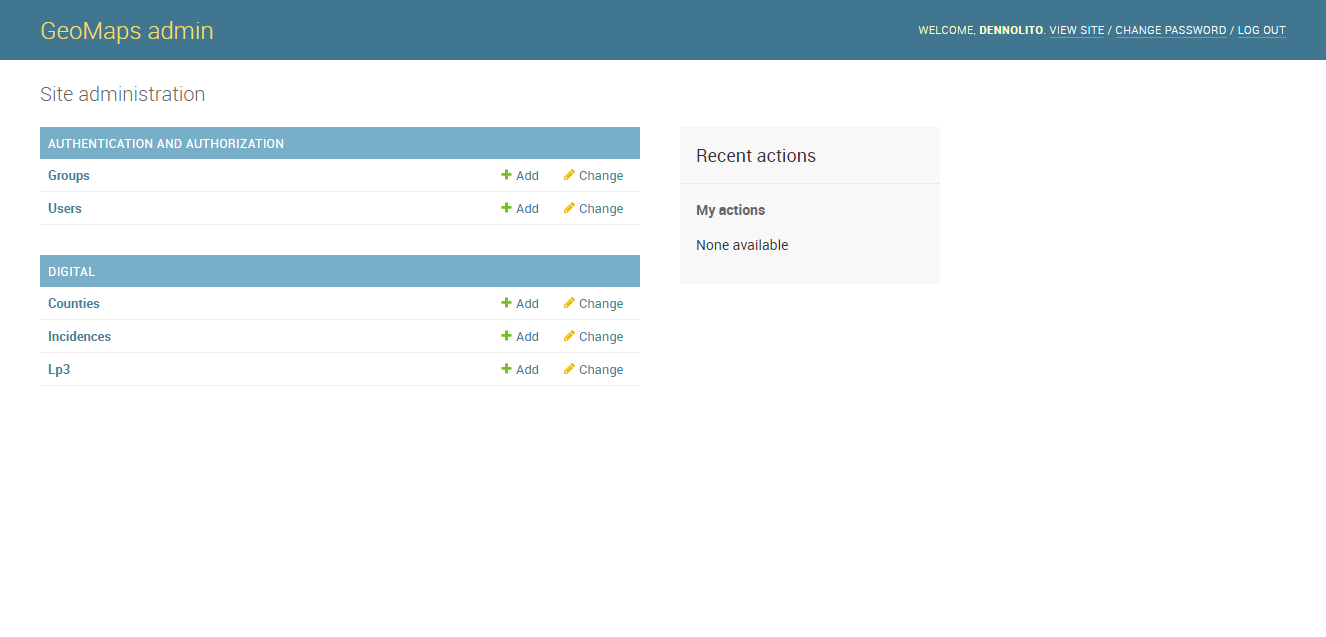 GeoMaps admin
WELCOME, DENNOLITO. VIEW SITE / CHANGE PASSWORD / LOG OUT
Site administration
AUTHENTICATION AND AUTHORIZATION
Groups Add Change
Users Add Change
DIGITAL
Counties Add Change
Incidences Add Change
Lp3 Add Change
Recent actions
My actions
None available